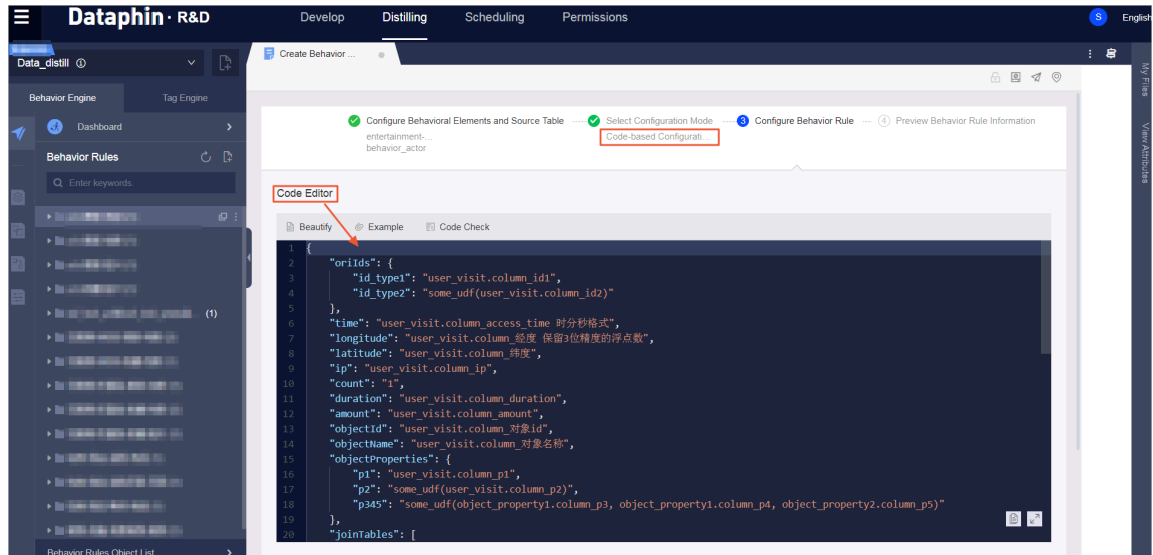 Dataphin · R&D
Develop Distilling Scheduling Permissions
S English
Data_distill
Create Behavior ...
My Files
View Attributes
Behavior Engine Tag Engine
Dashboard
Behavior Rules
Enter keywords.
(1)
Behavior Rules Object List
Configure Behavioral Elements and Source Table Select Configuration Mode 3 Configure Behavior Rule 4 Preview Behavior Rule Information
entertainment-... Code-based Configurati...
behavior_actor
Code Editor
Beautify Example Code Check
1 {
2 "oriIds": {
3 "id_type1": "user_visit.column_id1",
4 "id_type2": "some_udf(user_visit.column_id2)"
5 },
6 "time": "user_visit.column_access_time 时分秒格式",
7 "longitude": "user_visit.column_经度 保留3位精度的浮点数",
8 "latitude": "user_visit.column_纬度",
9 "ip": "user_visit.column_ip",
10 "count": "1",
11 "duration": "user_visit.column_duration",
12 "amount": "user_visit.column_amount",
13 "objectId": "user_visit.column_对象id",
14 "objectName": "user_visit.column_对象名称",
15 "objectProperties": {
16 "p1": "user_visit.column_p1",
17 "p2": "some_udf(user_visit.column_p2)",
18 "p345": "some_udf(object_property1.column_p3, object_property1.column_p4, object_property2.column_p5)"
19 },
20 "joinTables": [